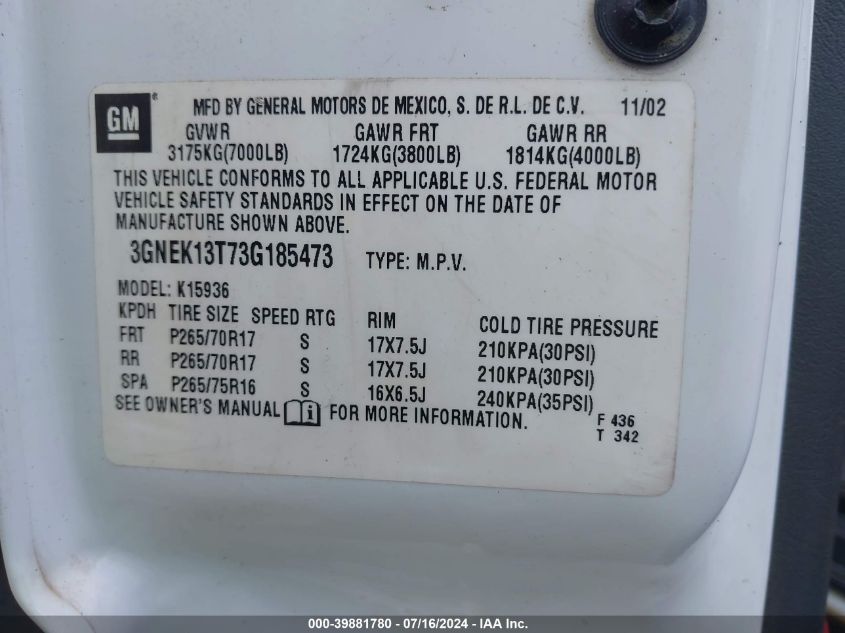 GM ® MFD BY GENERAL MOTORS DE MEXICO, S. DE R.L. DE C.V. 11/02
GVWR GAWR FRT GAWR RR
3175KG(7000LB) 1724KG(3800LB) 1814KG(4000LB)
THIS VEHICLE CONFORMS TO ALL APPLICABLE U.S. FEDERAL MOTOR
VEHICLE SAFETY STANDARDS IN EFFECT ON THE DATE OF
MANUFACTURE SHOWN ABOVE.
3GNEK13T73G185473 TYPE: M.P.V.
MODEL: K15936
KPDH TIRE SIZE SPEED RTG RIM COLD TIRE PRESSURE
FRT P265/70R17 S 17X7.5J 210KPA(30PSI)
RR P265/70R17 S 17X7.5J 210KPA(30PSI)
SPA P265/75R16 S 16X6.5J 240KPA(35PSI)
SEE OWNER'S MANUAL i FOR MORE INFORMATION.
F 436
T 342
000-39881780 - 07/16/2024 - IAA Inc.